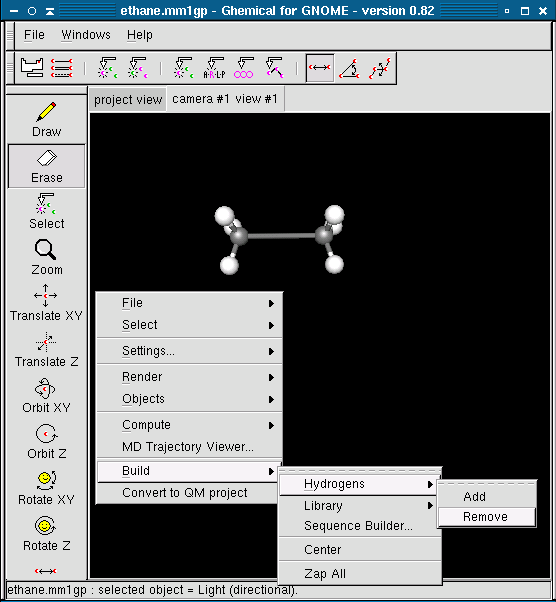 ethane.mm1gp - Ghemical for GNOME - version 0.82
File Windows Help
A·R·L·P
project view camera #1 view #1
Draw
Erase
Select
Zoom
Translate XY
Translate Z
Orbit XY
Orbit Z
Rotate XY
Rotate Z
File
Select
Settings...
Render
Objects
Compute
MD Trajectory Viewer...
Build
Convert to QM project
Hydrogens
Library
Sequence Builder...
Center
Zap All
Add
Remove
ethane.mm1gp : selected object = Light (directional).